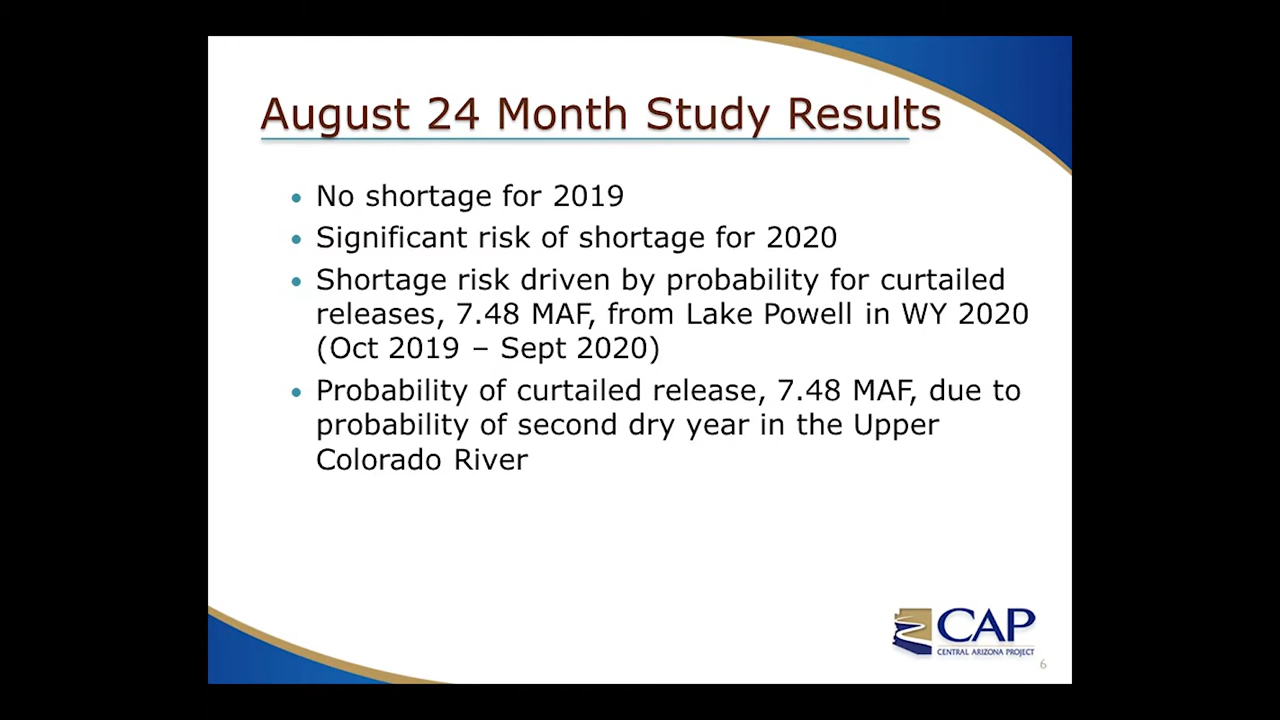 August 24 Month Study Results
• No shortage for 2019
• Significant risk of shortage for 2020
• Shortage risk driven by probability for curtailed
releases, 7.48 MAF, from Lake Powell in WY 2020
(Oct 2019 – Sept 2020)
• Probability of curtailed release, 7.48 MAF, due to
probability of second dry year in the Upper
Colorado River
CAP
CENTRAL ARIZONA PROJECT
6